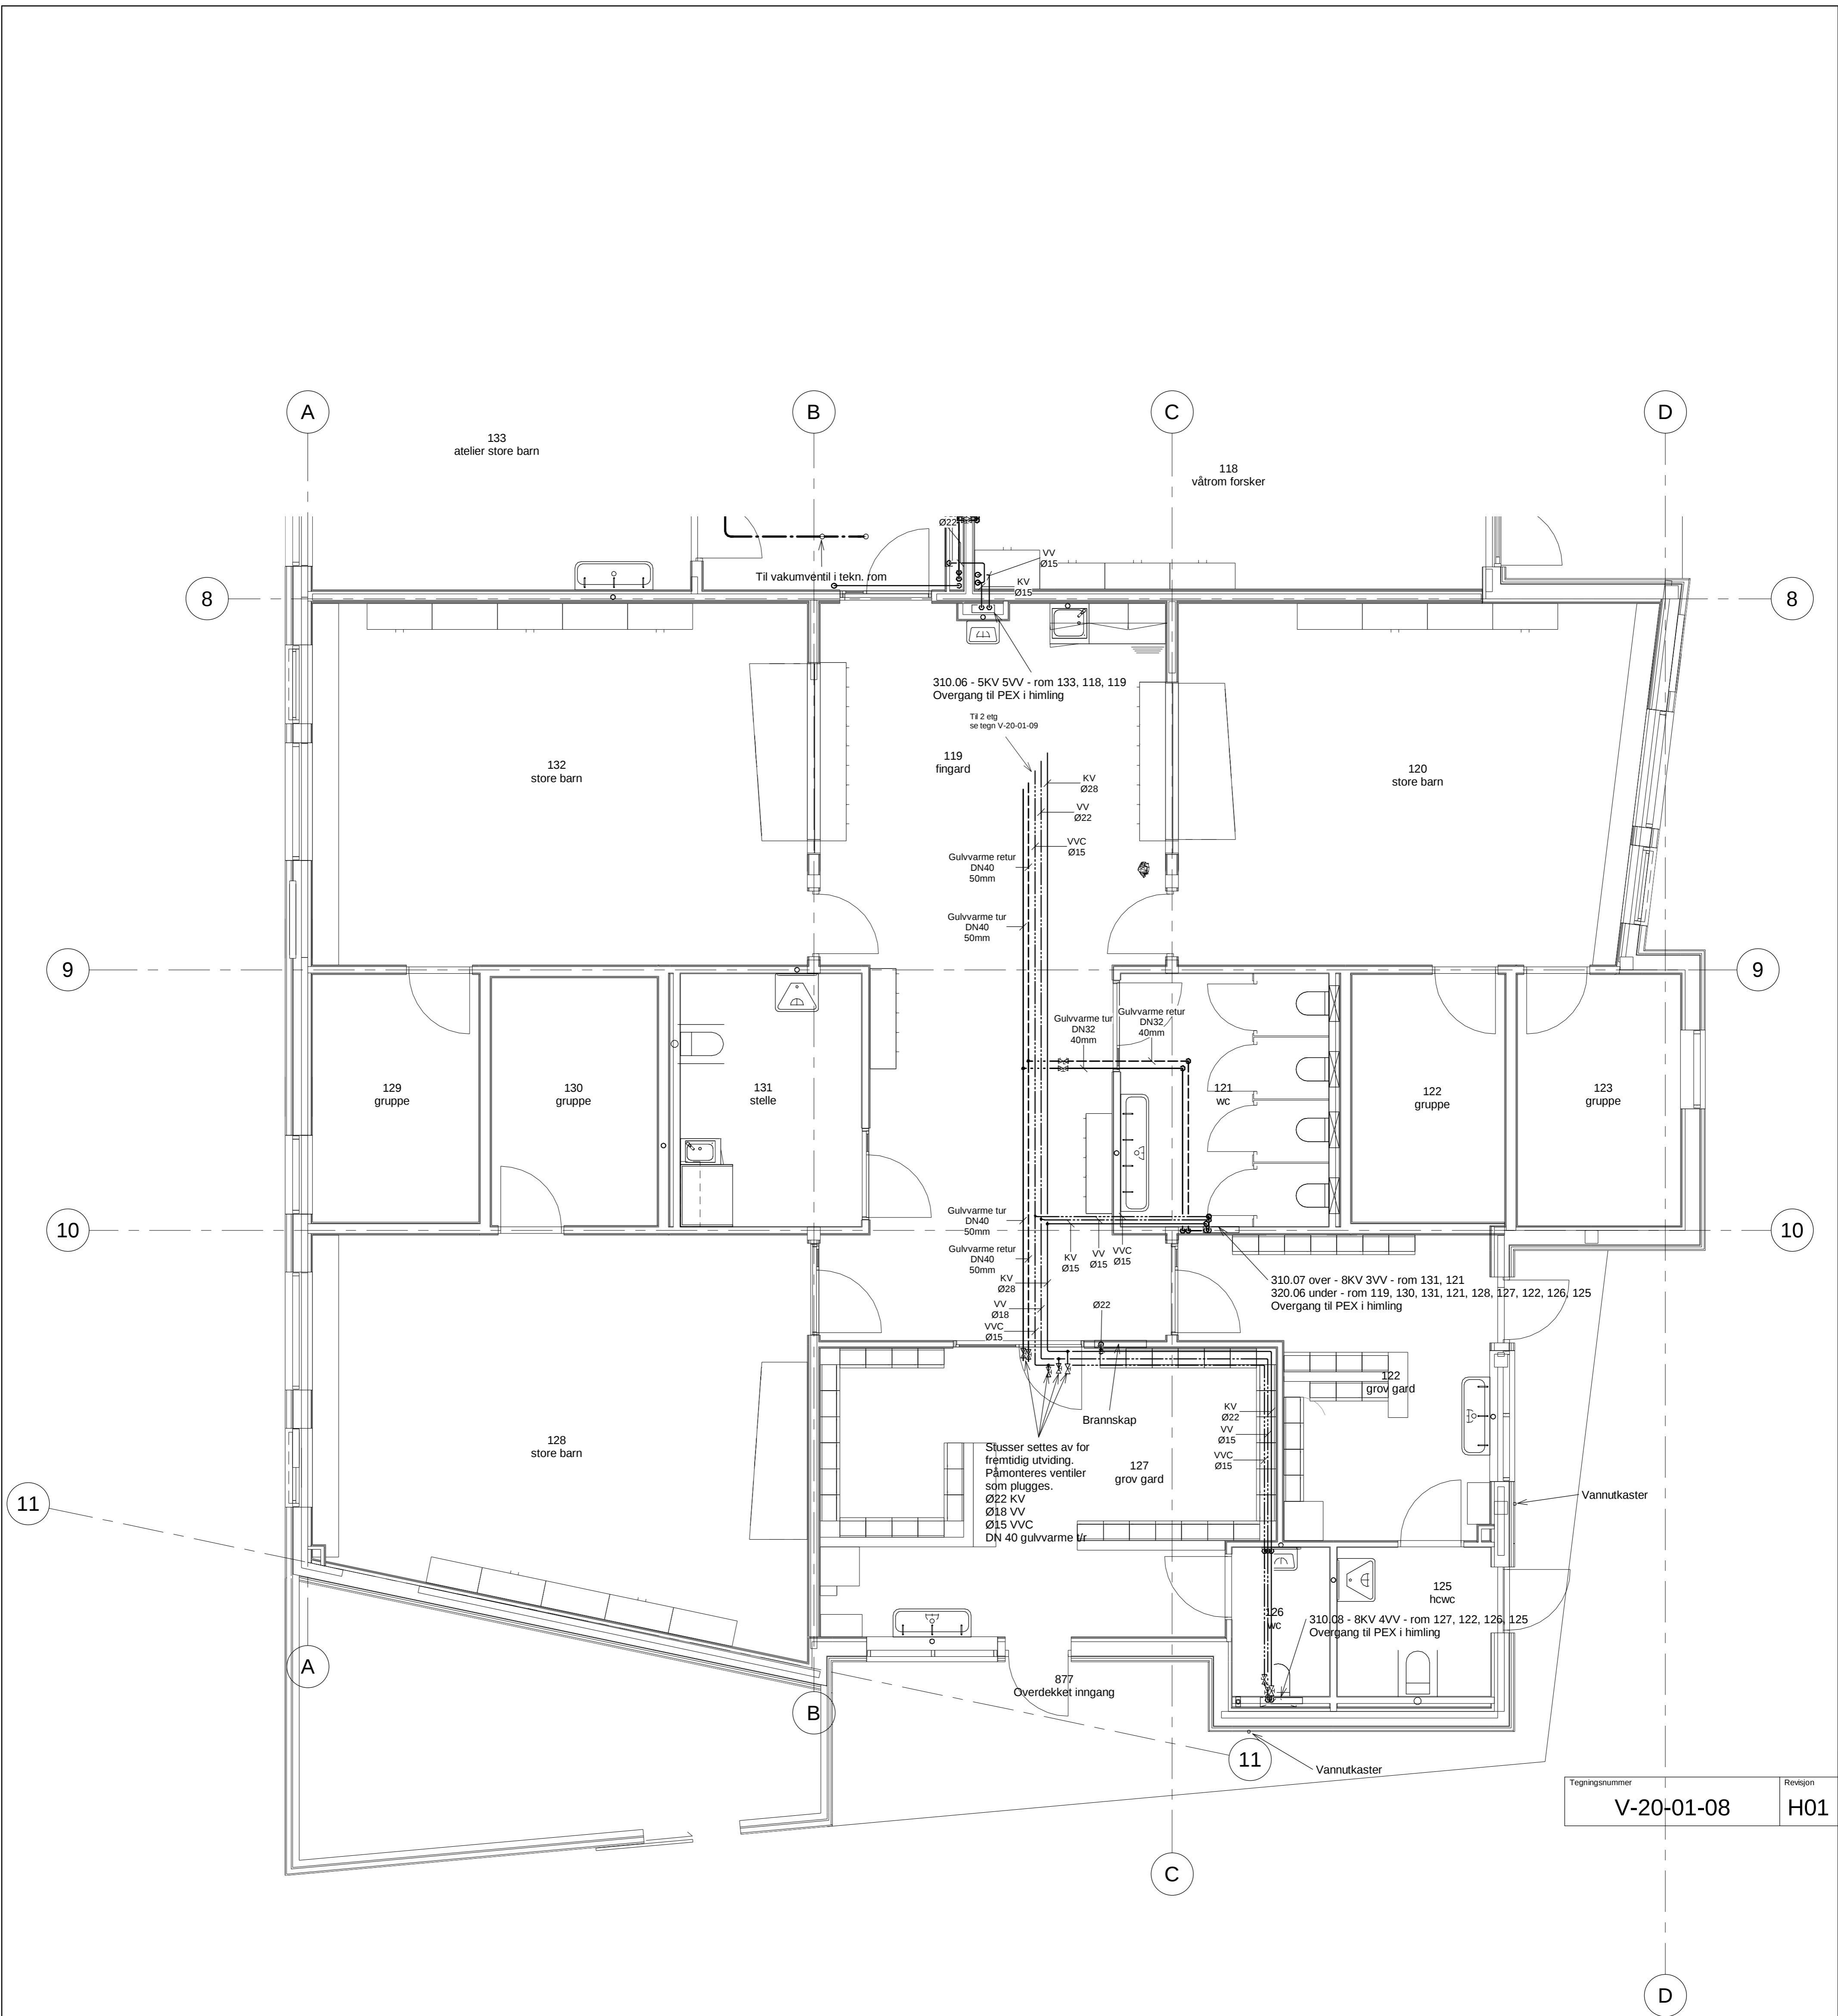 A
B
C
D
133
atelier store barn
118
våtrom forsker
Ø22
VV
Ø15
Til vakumventil i tekn. rom
KV
Ø15
8
8
310.06 - 5KV 5VV - rom 133, 118, 119
Overgang til PEX i himling
Til 2 etg
se tegn V-20-01-09
119
fingard
132
store barn
120
store barn
KV
Ø28
VV
Ø22
VVC
Ø15
Gulvvarme retur
DN40
50mm
Gulvvarme tur
DN40
50mm
9
9
Gulvvarme tur
DN32
40mm
Gulvvarme retur
DN32
40mm
129
gruppe
130
gruppe
131
stelle
121
wc
122
gruppe
123
gruppe
Gulvvarme tur
DN40
50mm
10
10
Gulvvarme retur
DN40
50mm
KV
Ø15
VV
Ø15
VVC
Ø15
KV
Ø28
310.07 over - 8KV 3VV - rom 131, 121
320.06 under - rom 119, 130, 131, 121, 128, 127, 122, 126, 125
Overgang til PEX i himling
VV
Ø18
Ø22
VVC
Ø15
122
grov gard
Brannskap
KV
Ø22
VV
Ø15
VVC
Ø15
128
store barn
127
grov gard
Stusser settes av for
fremtidig utviding.
Påmonteres ventiler
som plugges.
Ø22 KV
Ø18 VV
Ø15 VVC
DN 40 gulvvarme t/r
11
Vannutkaster
125
hcwc
126
wc
310.08 - 8KV 4VV - rom 127, 122, 126, 125
Overgang til PEX i himling
A
877
Overdekket inngang
B
11
Vannutkaster
Tegningsnummer
Revisjon
V-20-01-08
H01
C
D